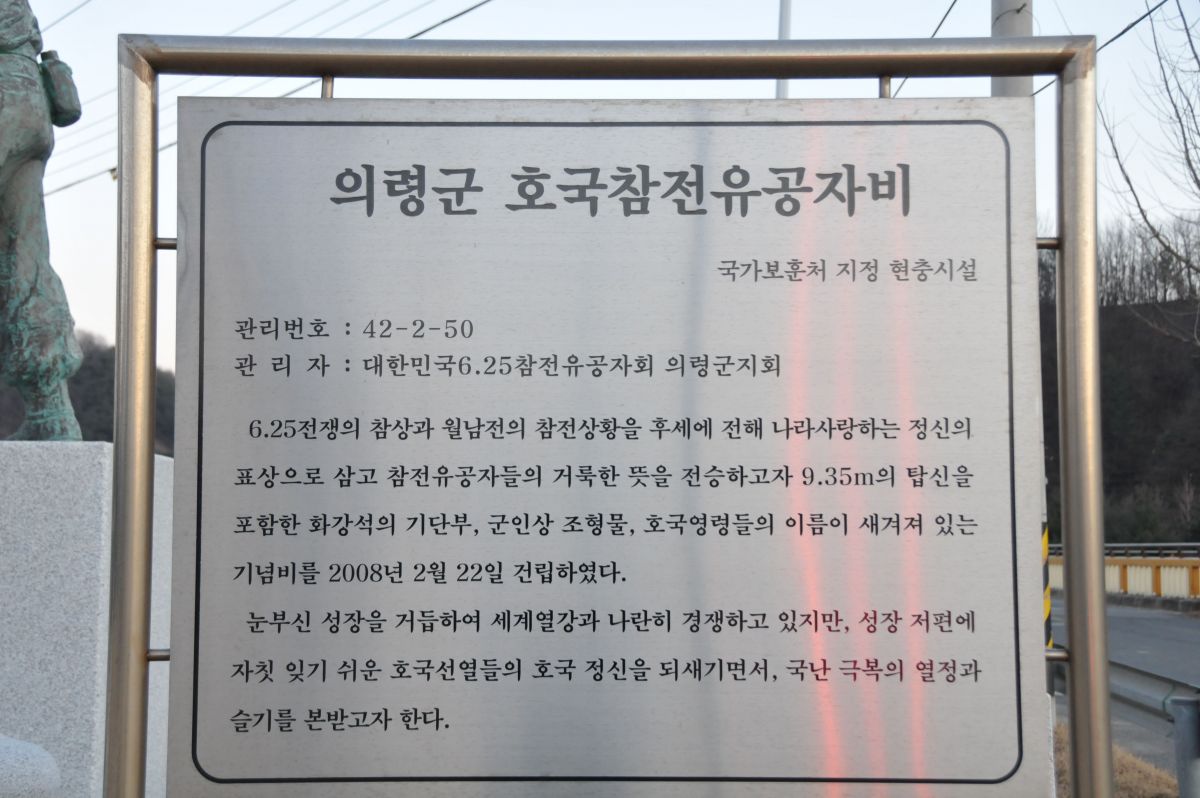 의령군 호국참전유공자비
국가보훈처 지정 현충시설
관리번호 : 42-2-50
관 리 자 : 대한민국6.25참전유공자회 의령군지회
6.25전쟁의 참상과 월남전의 참전상황을 후세에 전해 나라사랑하는 정신의
표상으로 삼고 참전유공자들의 거룩한 뜻을 전승하고자 9.35m의 탑신을
포함한 화강석의 기단부, 군인상 조형물, 호국영령들의 이름이 새겨져 있는
기념비를 2008년 2월 22일 건립하였다.
눈부신 성장을 거듭하여 세계열강과 나란히 경쟁하고 있지만, 성장 저편에
자칫 잊기 쉬운 호국선열들의 호국 정신을 되새기면서, 국난 극복의 열정과
슬기를 본받고자 한다.